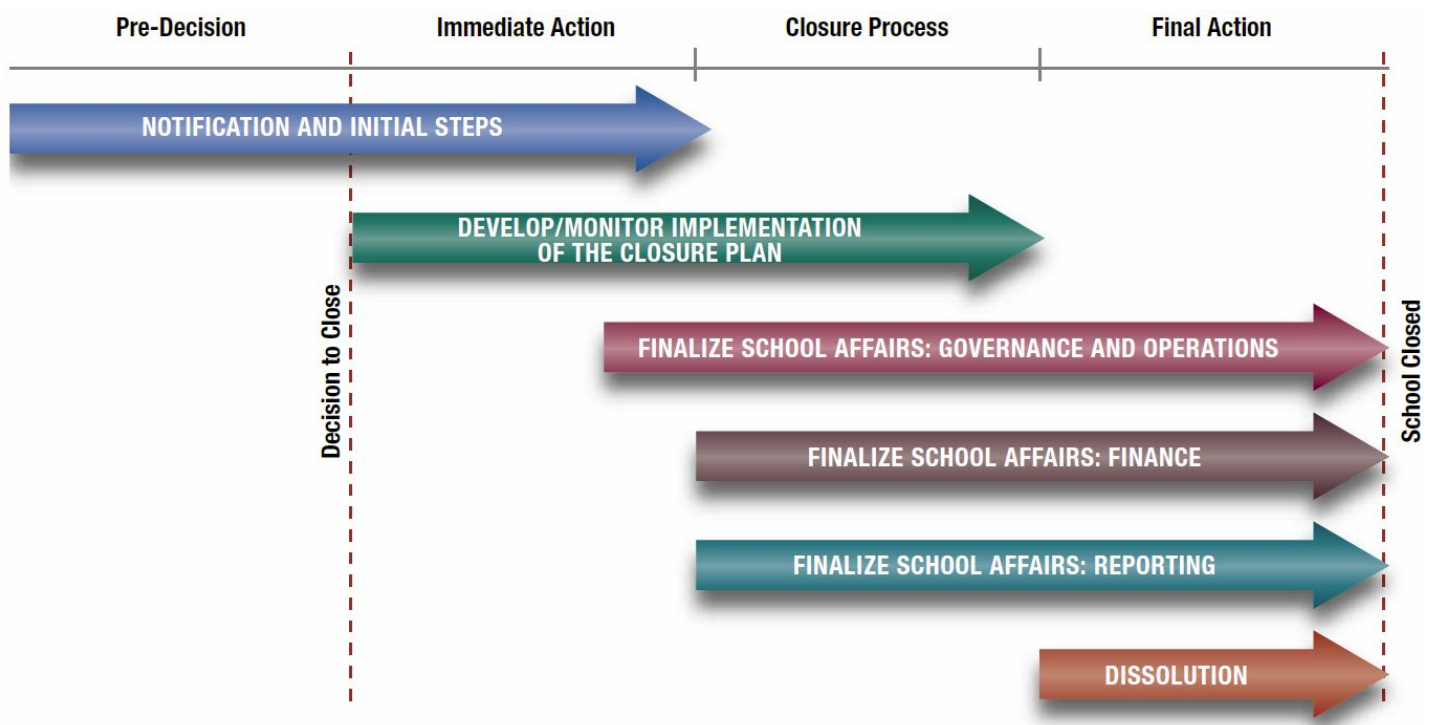 Pre-Decision
Immediate Action
Closure Process
Final Action
NOTIFICATION AND INITIAL STEPS
DEVELOP/MONITOR IMPLEMENTATION
OF THE CLOSURE PLAN
Decision to Close
FINALIZE SCHOOL AFFAIRS: GOVERNANCE AND OPERATIONS
School Closed
FINALIZE SCHOOL AFFAIRS: FINANCE
FINALIZE SCHOOL AFFAIRS: REPORTING
DISSOLUTION